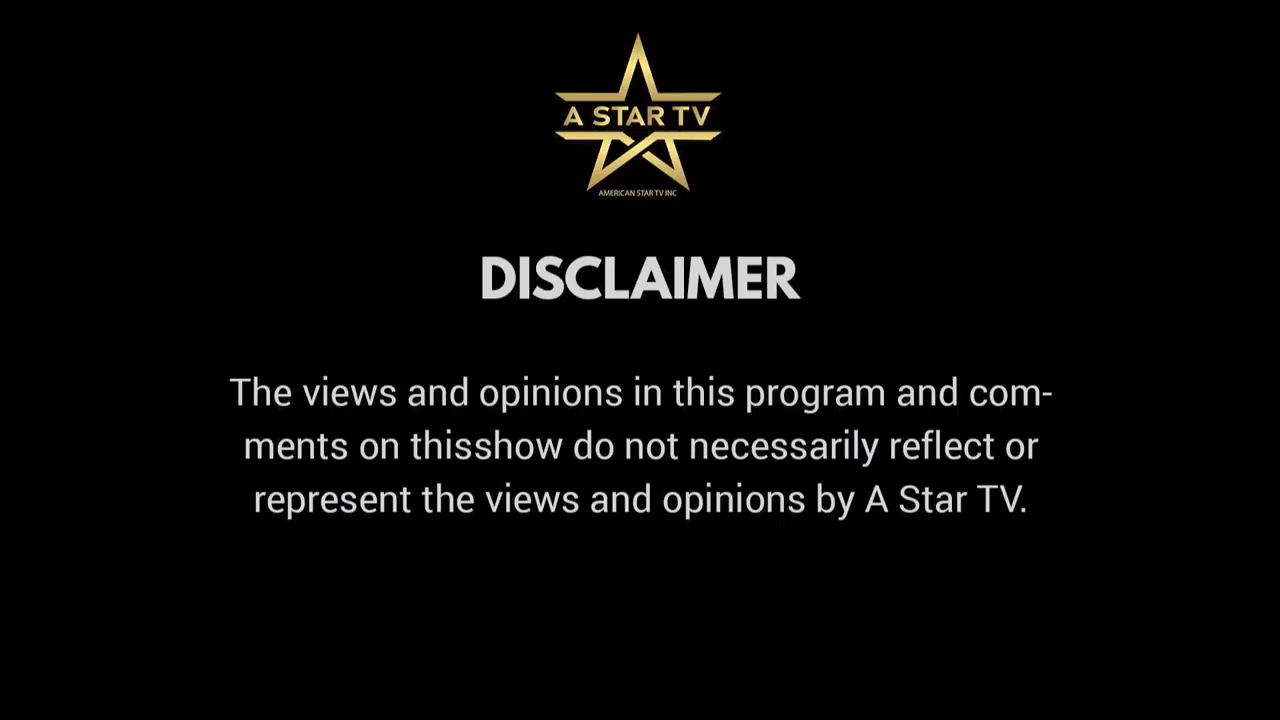 A STAR TV
AMERICAN STAR TV INC
DISCLAIMER
The views and opinions in this program and com-
ments on thisshow do not necessarily reflect or
represent the views and opinions by A Star TV.